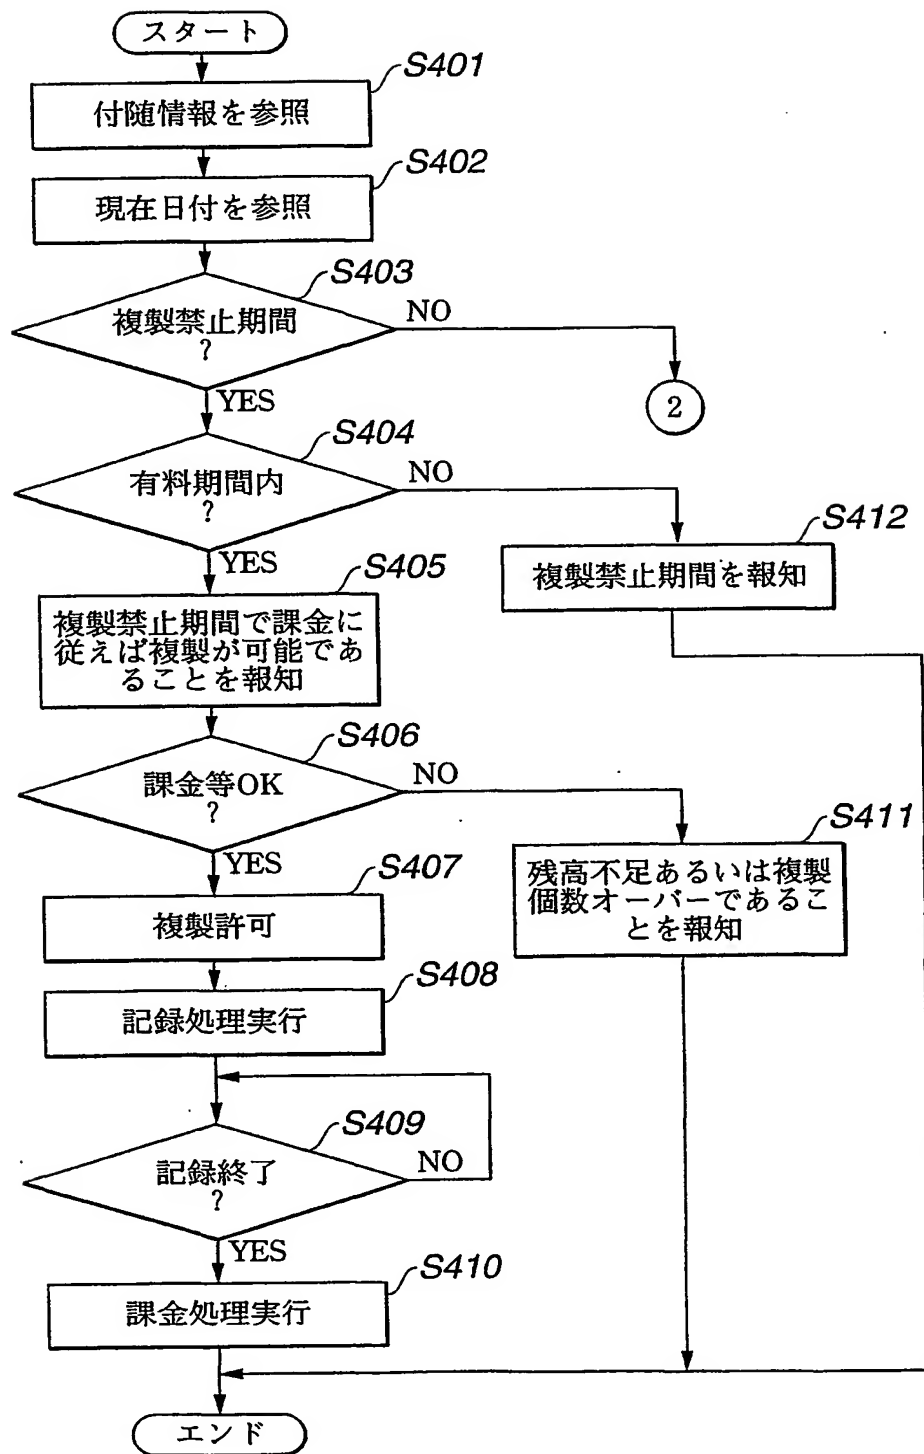 スタート
S401
付随情報を参照
S402
現在日付を参照
S403
複製禁止期間
?
NO
YES
2
S404
有料期間内
?
NO
YES
S412
複製禁止期間を報知
S405
複製禁止期間で課金に
従えば複製が可能であ
ることを報知
S406
課金等OK
?
NO
YES
S411
残高不足あるいは複製
個数オーバーであるこ
とを報知
S407
複製許可
S408
記録処理実行
S409
記録終了
?
NO
YES
S410
課金処理実行
エンド